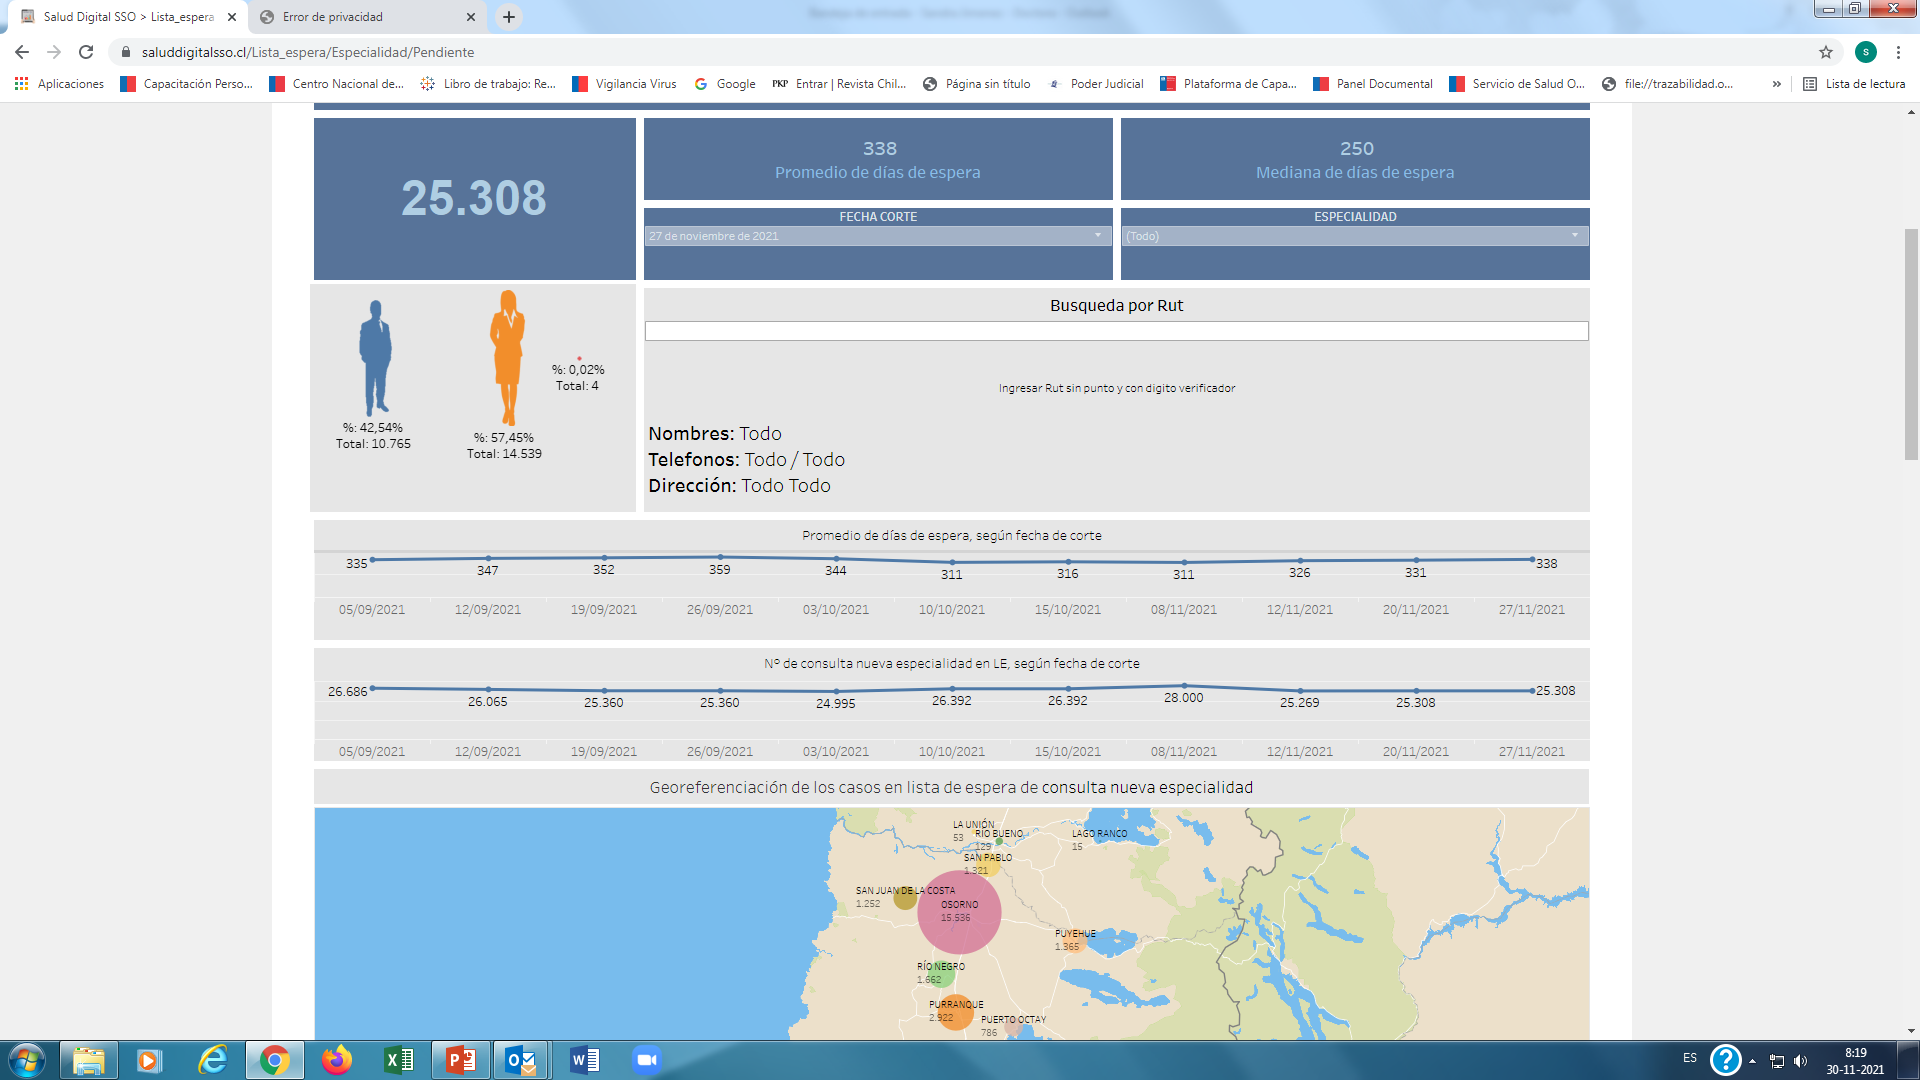 Salud Digital SSO > Lista_espera
Error de privacidad
saluddigitalsso.cl/Lista_espera/Especialidad/Pendiente
S
Aplicaciones
Capacitación Perso...
Centro Nacional de...
Libro de trabajo: Re...
Vigilancia Virus
Google
PKP Entrar | Revista Chil...
Página sin título
Poder Judicial
Plataforma de Capa...
Panel Documental
Servicio de Salud O...
file://trazabilidad.o...
»
Lista de lectura
25.308
338
Promedio de días de espera
250
Mediana de días de espera
FECHA CORTE
27 de noviembre de 2021
ESPECIALIDAD
(Todo)
%: 42,54%
Total: 10.765
%: 57,45%
Total: 14.539
%: 0,02%
Total: 4
Busqueda por Rut
Ingresar Rut sin punto y con digito verificador
Nombres: Todo
Telefonos: Todo / Todo
Dirección: Todo Todo
Promedio de días de espera, según fecha de corte
335 347 352 359 344 311 316 311 326 331 338
05/09/2021 12/09/2021 19/09/2021 26/09/2021 03/10/2021 10/10/2021 15/10/2021 08/11/2021 12/11/2021 20/11/2021 27/11/2021
Nº de consulta nueva especialidad en LE, según fecha de corte
26.686 26.065 25.360 25.360 24.995 26.392 26.392 28.000 25.269 25.308 25.308
05/09/2021 12/09/2021 19/09/2021 26/09/2021 03/10/2021 10/10/2021 15/10/2021 08/11/2021 12/11/2021 20/11/2021 27/11/2021
Georeferenciación de los casos en lista de espera de consulta nueva especialidad
LA UNIÓN
53
RÍO BUENO
129
LAGO RANCO
15
SAN PABLO
1.321
SAN JUAN DE LA COSTA
1.252
OSORNO
15.536
PUYEHUE
1.365
RÍO NEGRO
1.662
PURRANQUE
2.922
PUERTO OCTAY
786
ES
8:19
30-11-2021